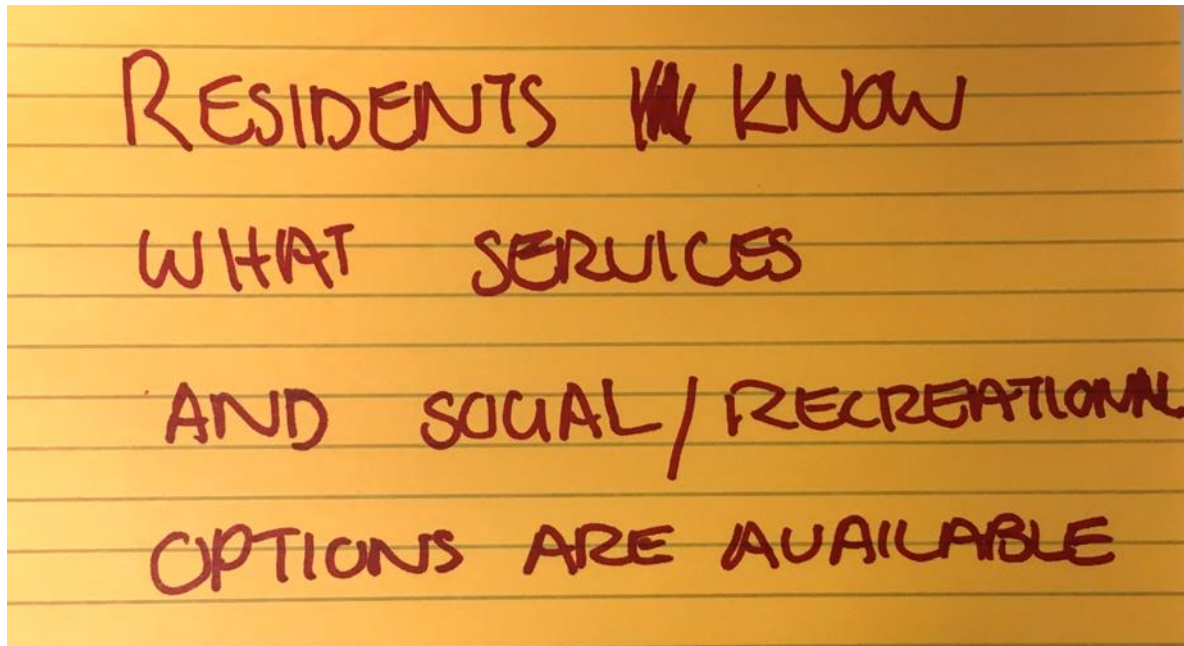 RESIDENTS KNOW
WHAT SERVICES
AND SOCIAL/RECREATIONAL
OPTIONS ARE AVAILABLE